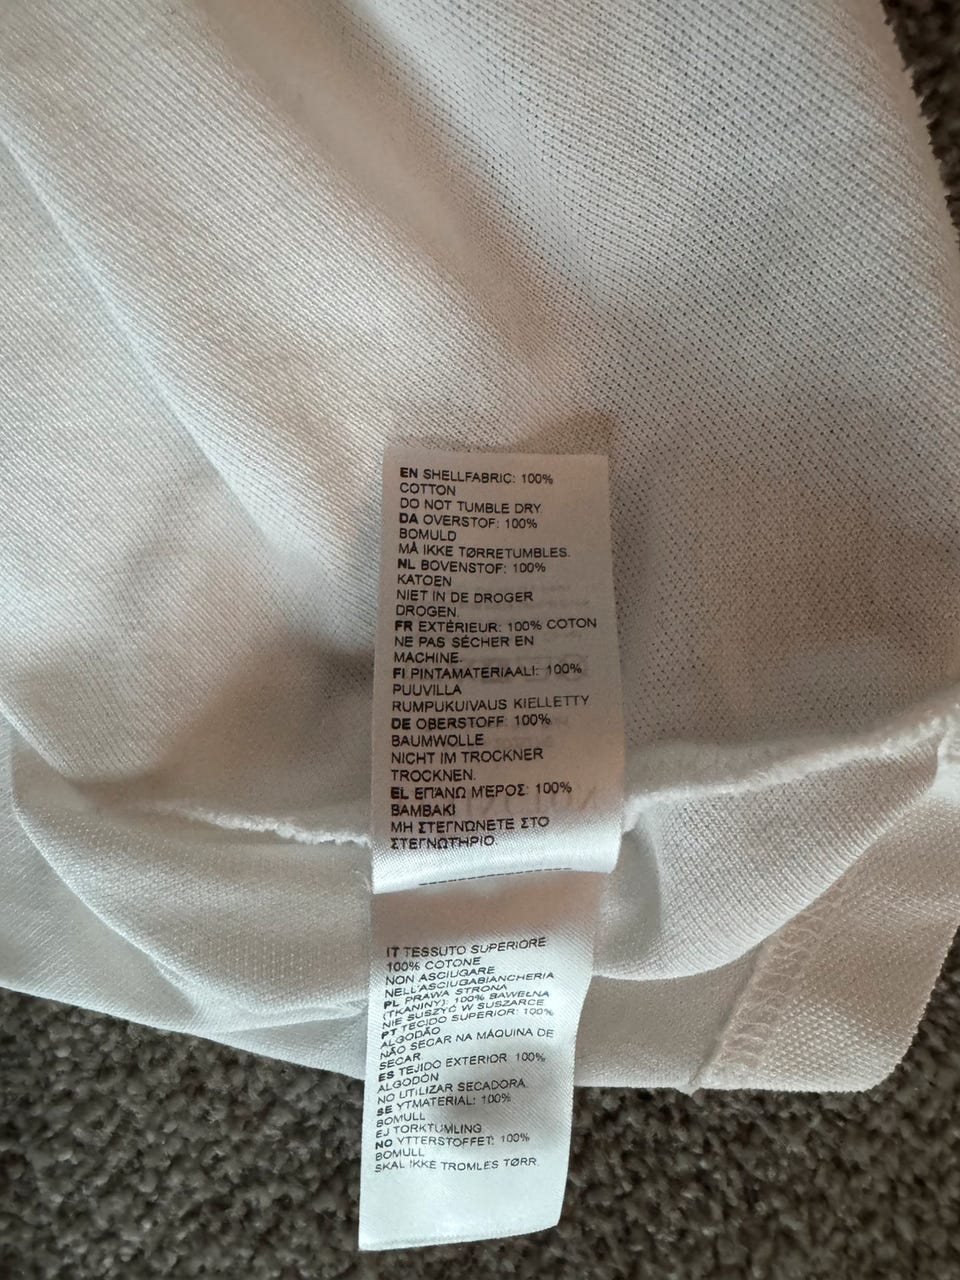 EN SHELLFABRIC: 100%
COTTON
DO NOT TUMBLE DRY.
DA OVERSTOF: 100%
BOMULD
MÅ IKKE TØRRETUMBLES.
NL BOVENSTOF: 100%
KATOEN
NIET IN DE DROGER
DROGEN.
FR EXTÉRIEUR: 100% COTON
NE PAS SÉCHER EN
MACHINE.
FI PINTAMATERIAALI: 100%
PUUVILLA
RUMPUKUIVAUS KIELLETTY
DE OBERSTOFF: 100%
BAUMWOLLE
NICHT IM TROCKNER
TROCKNEN.
EL ΕΠΆΝΩ ΜΈΡΟΣ: 100%
ΒΑΜΒΑΚΙ
ΜΗ ΣΤΕΓΝΏΝΕΤΕ ΣΤΟ
ΣΤΕΓΝΩΤΉΡΙΟ.
IT TESSUTO SUPERIORE
100% COTONE
NON ASCIUGARE
NELL'ASCIUGABIANCHERIA
PL PRAWA STRONA
(TKANINY): 100% BAWEŁNA
NIE SUSZYĆ W SUSZARCE
PT TECIDO SUPERIOR: 100%
ALGODÃO
NÃO SECAR NA MÁQUINA DE
SECAR.
ES TEJIDO EXTERIOR: 100%
ALGODÓN
NO UTILIZAR SECADORA.
SE YTMATERIAL: 100%
BOMULL
EJ TORKTUMLING.
NO YTTERSTOFFET: 100%
BOMULL
SKAL IKKE TROMLES TØRR.